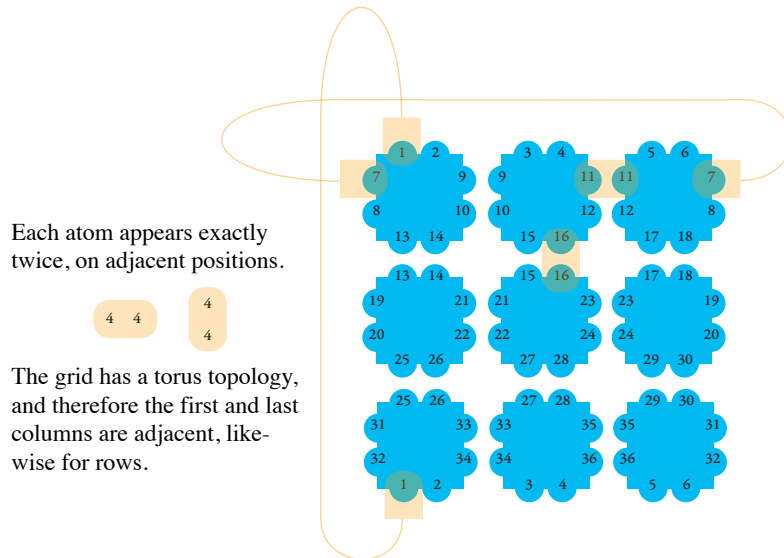 1 2 3 4 5 6
7 9 9 11 11 7
8 10 10 12 12 8
13 14 15 16 17 18
Each atom appears exactly
twice, on adjacent positions.
13 14 15 16 17 18
19 21 21 23 23 19
4 4 4
4
20 22 22 24 24 20
25 26 27 28 29 30
The grid has a torus topology,
and therefore the first and last
columns are adjacent, like-
wise for rows.
25 26 27 28 29 30
31 33 33 35 35 31
32 34 34 36 36 32
1 2 3 4 5 6